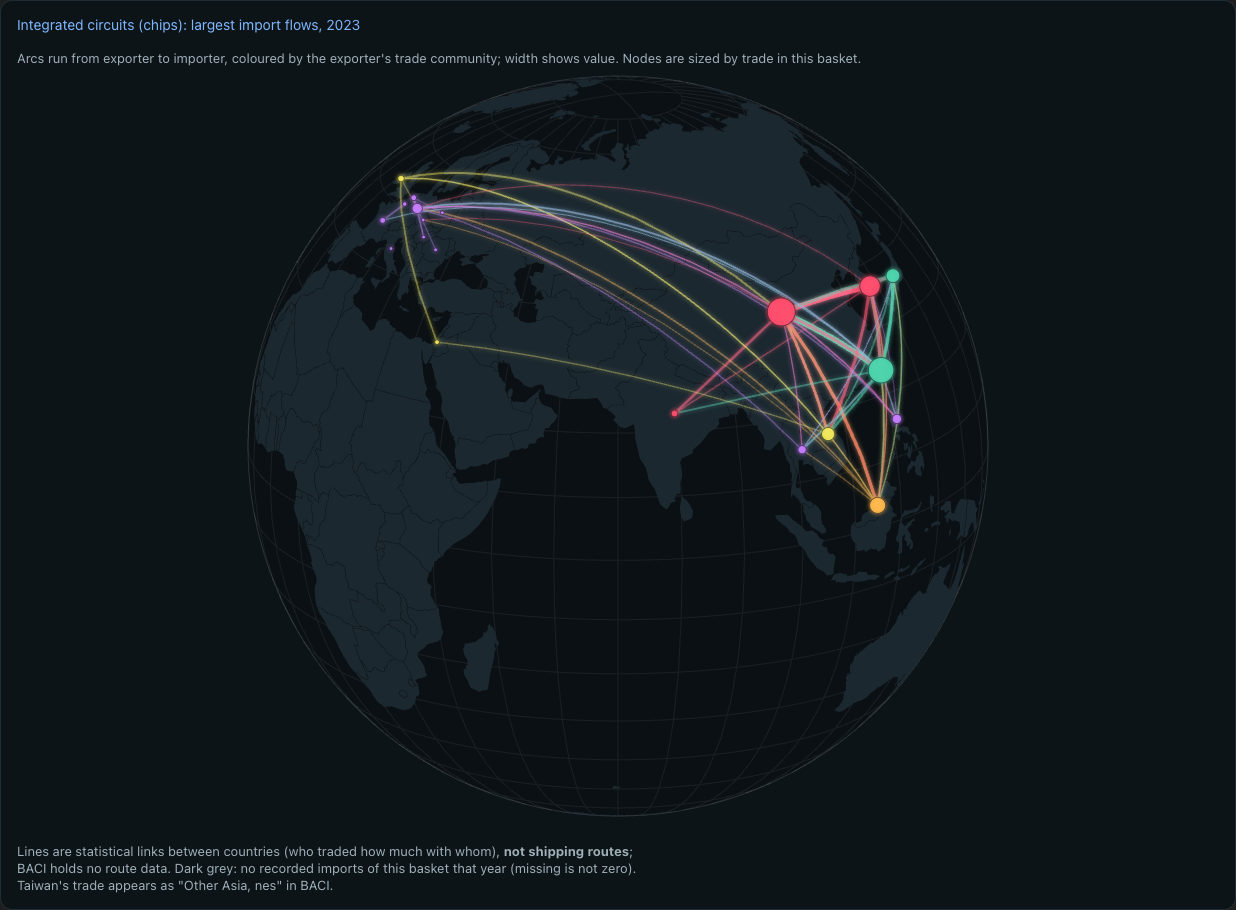 Integrated circuits (chips): largest import flows, 2023
Arcs run from exporter to importer, coloured by the exporter's trade community; width shows value. Nodes are sized by trade in this basket.
Lines are statistical links between countries (who traded how much with whom), not shipping routes;
BACI holds no route data. Dark grey: no recorded imports of this basket that year (missing is not zero).
Taiwan's trade appears as "Other Asia, nes" in BACI.